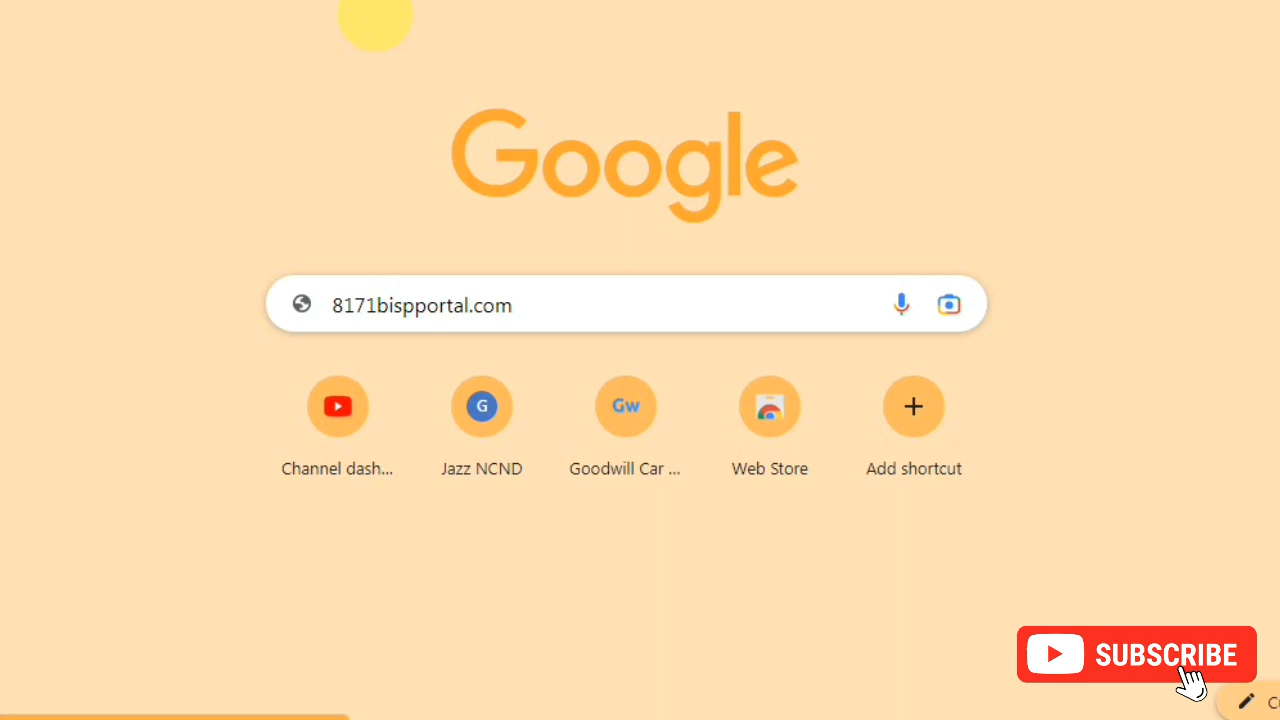 Google
8171bispportal.com
G
Gw
Channel dash...
Jazz NCND
Goodwill Car ...
Web Store
Add shortcut
SUBSCRIBE